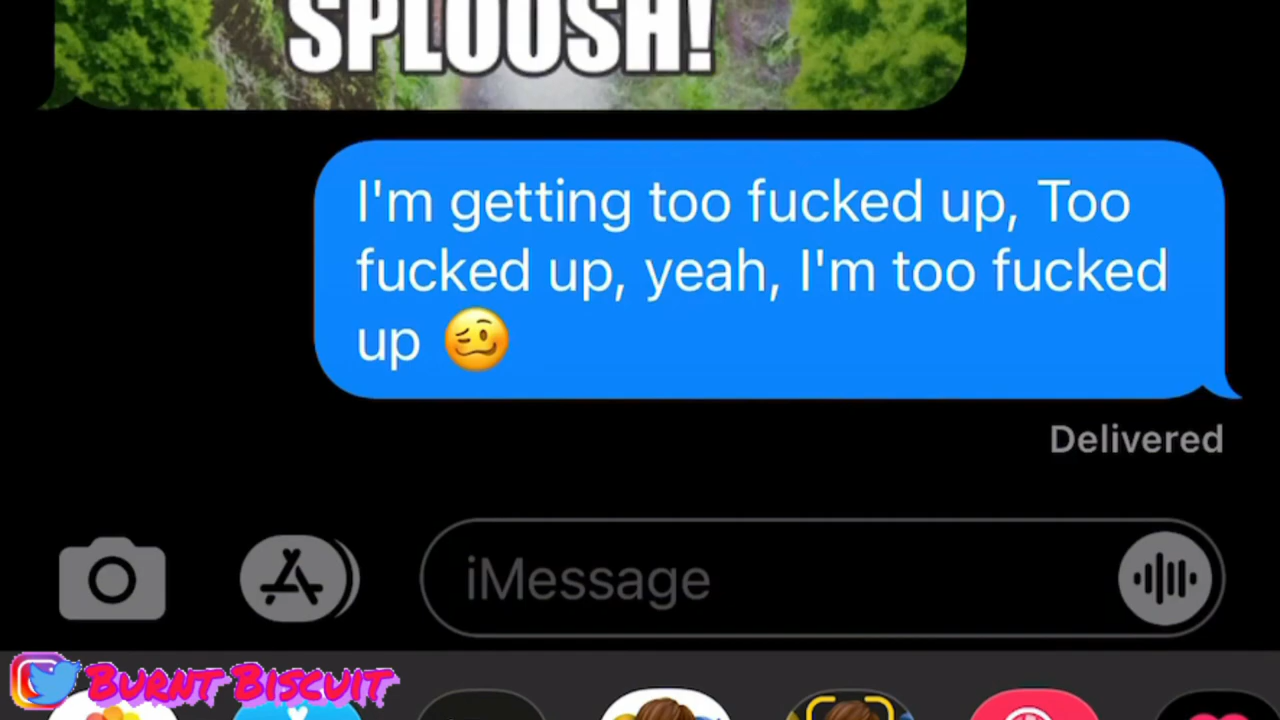 SPLOOSH!
I'm getting too fucked up, Too
fucked up, yeah, I'm too fucked
up 🥴
Delivered
iMessage
Burnt Biscuit